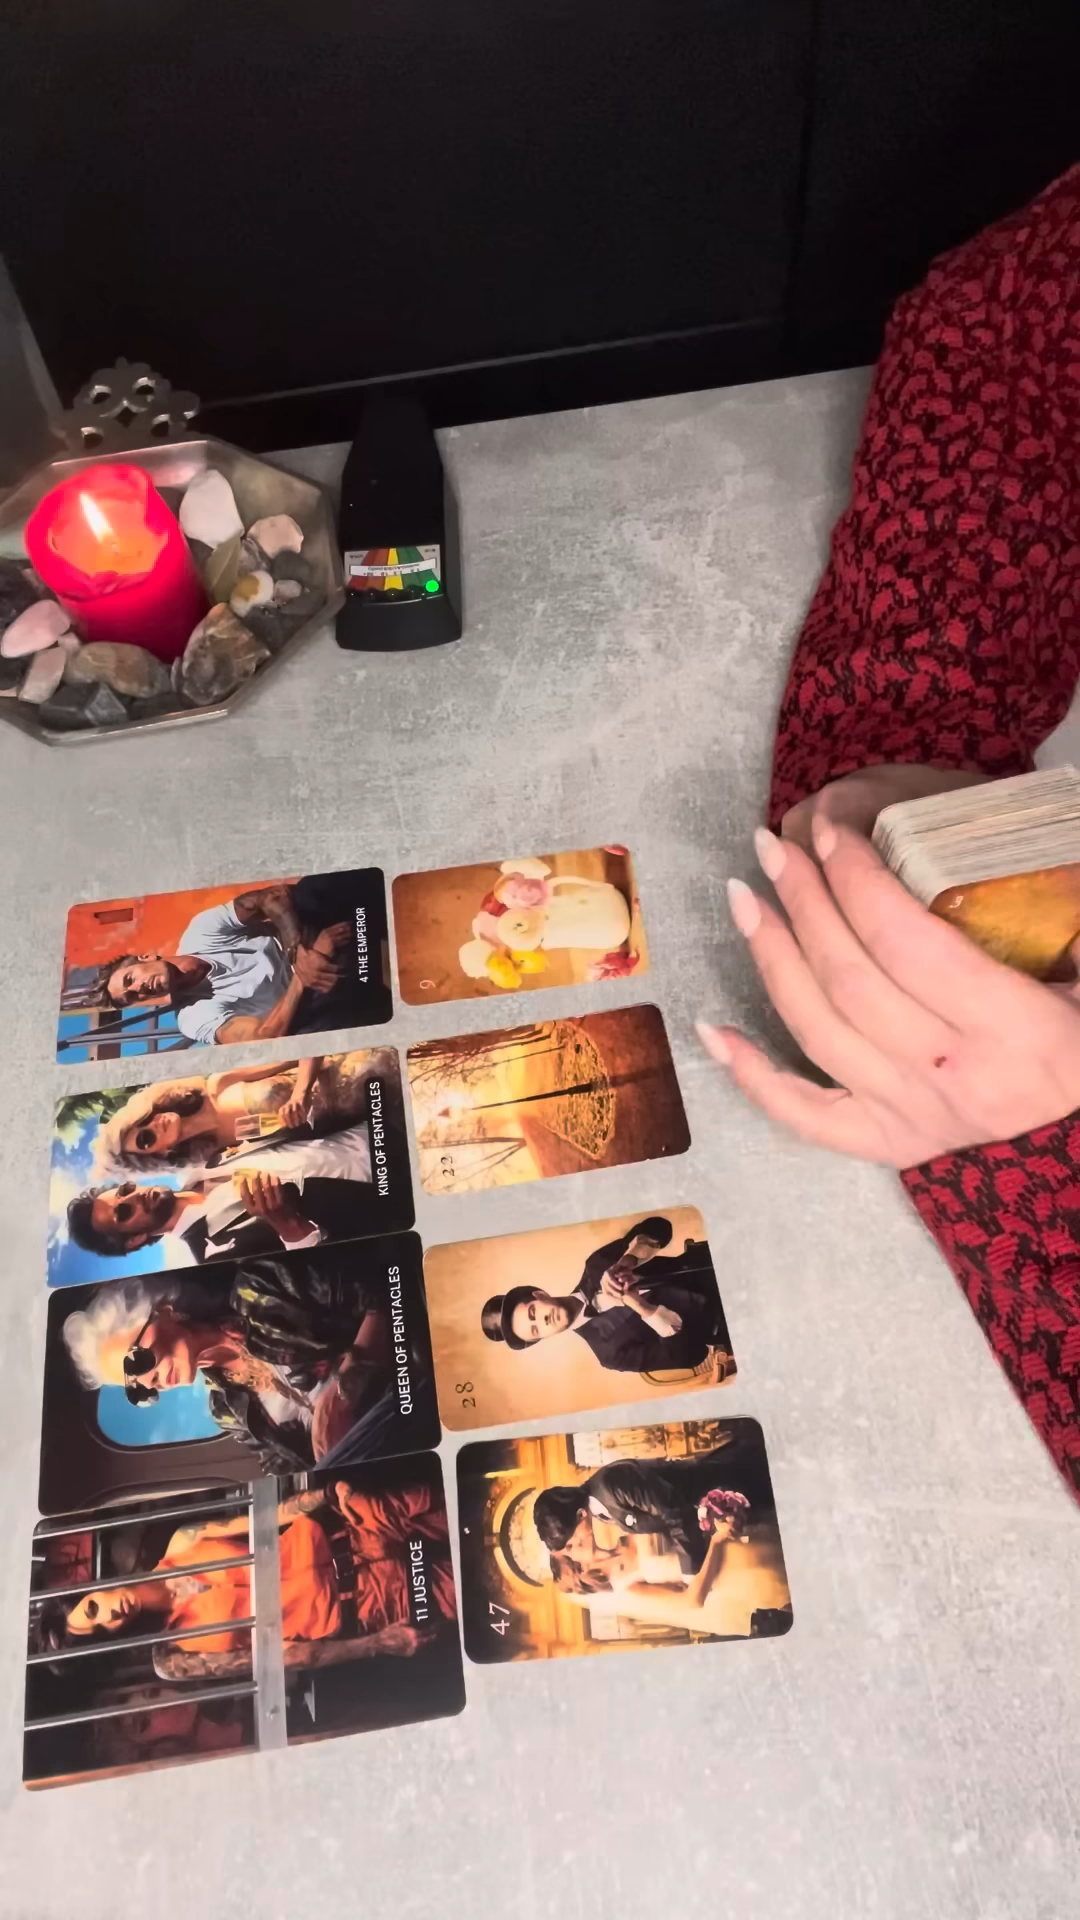 4 THE EMPEROR
9
KING OF PENTACLES
22
QUEEN OF PENTACLES
28
11 JUSTICE
47